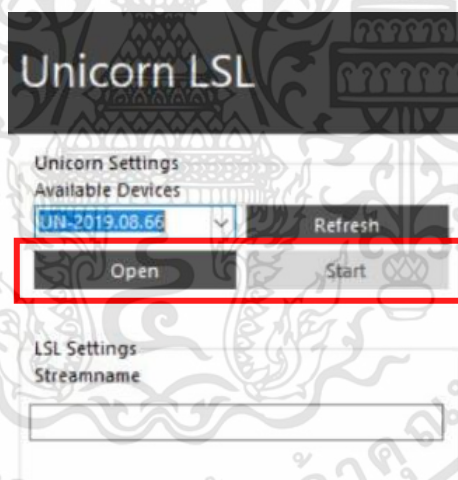 Unicorn LSL
Unicorn Settings
Available Devices
UN-2019.08.66
Refresh
Open
Start
LSL Settings
Streamname